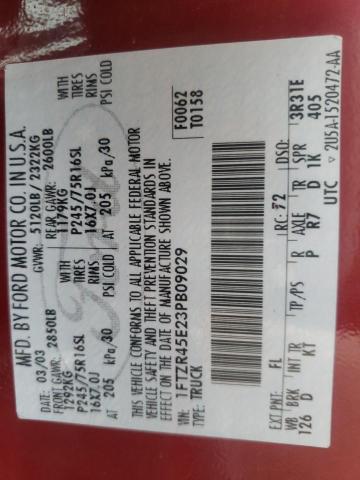 MFD. BY FORD MOTOR CO. IN U.S.A.
DATE: 03/03 GVWR: 5120LB / 2322KG
FRONT GAWR: 2850LB REAR GAWR: 2600LB
1292KG WITH 1179KG WITH
P245/75R16SL TIRES P245/75R16SL TIRES
16X7.0J RIMS 16X7.0J RIMS
AT 205 kPa/30 PSI COLD AT 205 kPa/30 PSI COLD
THIS VEHICLE CONFORMS TO ALL APPLICABLE FEDERAL MOTOR
VEHICLE SAFETY AND THEFT PREVENTION STANDARDS IN
EFFECT ON THE DATE OF MANUFACTURE SHOWN ABOVE.
VIN: 1FTZR45E23PB09029 F0062
TYPE: TRUCK T0158
EXT PNT: FL RC: 72 DSO:
WB BRK INT TR TP/PS R AXLE TR SPR
126 D KT P R7 D 1K 405
3R31E
UTC 2U5A-1520472-AA